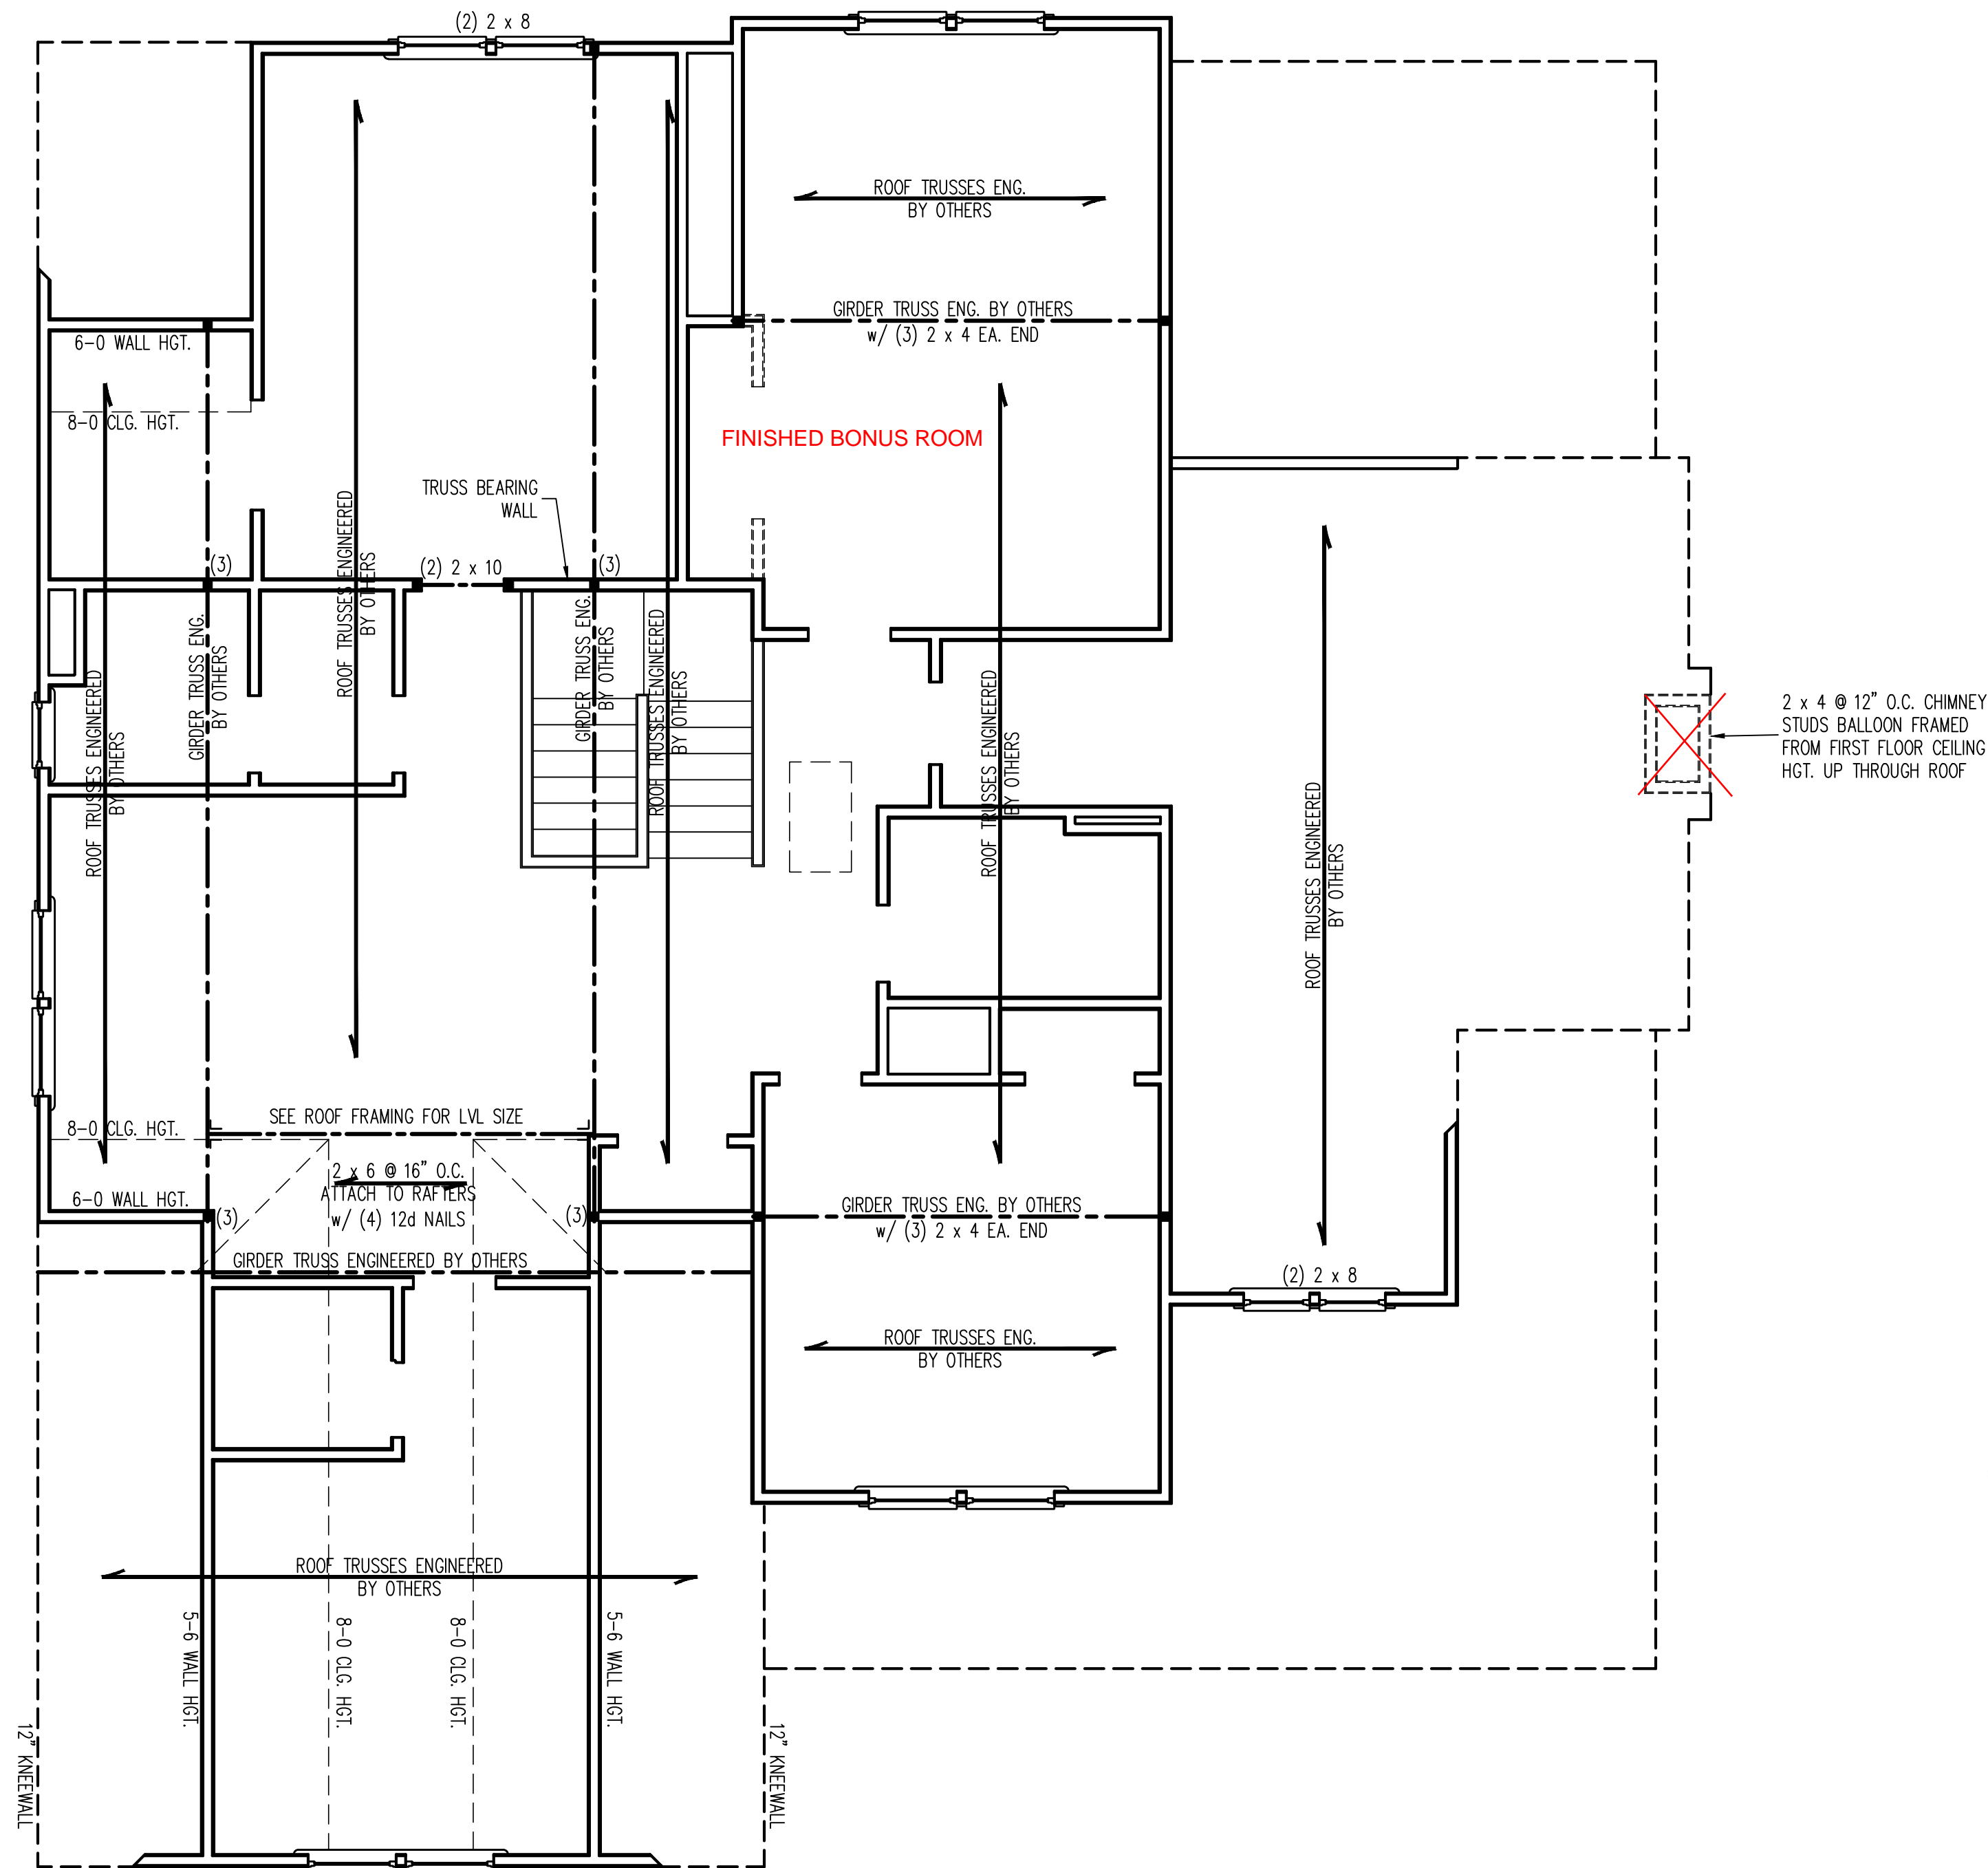 (2) 2 x 8
ROOF TRUSSES ENG.
BY OTHERS
GIRDER TRUSS ENG. BY OTHERS
w/ (3) 2 x 4 EA. END
6-0 WALL HGT.
8-0 CLG. HGT.
FINISHED BONUS ROOM
TRUSS BEARING
WALL
ROOF TRUSSES ENGINEERED
BY OTHERS
(3)
(2) 2 x 10
(3)
GIRDER TRUSS ENG.
BY OTHERS
GIRDER TRUSS ENG.
BY OTHERS
ROOF TRUSSES ENGINEERED
BY OTHERS
ROOF TRUSSES ENGINEERED
BY OTHERS
ROOF TRUSSES ENGINEERED
BY OTHERS
ROOF TRUSSES ENGINEERED
BY OTHERS
2 x 4 @ 12" O.C. CHIMNEY
STUDS BALLOON FRAMED
FROM FIRST FLOOR CEILING
HGT. UP THROUGH ROOF
SEE ROOF FRAMING FOR LVL SIZE
8-0 CLG. HGT.
2 x 6 @ 16" O.C.
ATTACH TO RAFTERS
w/ (4) 12d NAILS
6-0 WALL HGT.
(3)
(3)
GIRDER TRUSS ENG. BY OTHERS
w/ (3) 2 x 4 EA. END
GIRDER TRUSS ENGINEERED BY OTHERS
(2) 2 x 8
ROOF TRUSSES ENG.
BY OTHERS
ROOF TRUSSES ENGINEERED
BY OTHERS
5-6 WALL HGT.
8-0 CLG. HGT.
8-0 CLG. HGT.
5-6 WALL HGT.
12" KNEEWALL
12" KNEEWALL